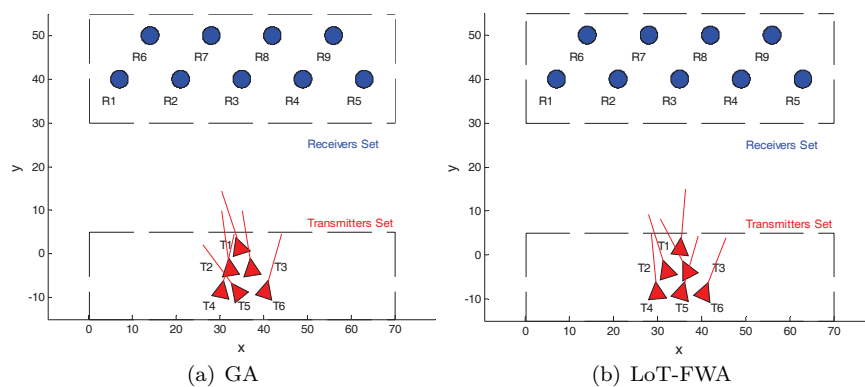 50
R6 R7 R8 R9
40
R1 R2 R3 R4 R5
30
Receivers Set
20
y
10
Transmitters Set
T1
0
T2 T3
-10
T4 T5 T6
0 10 20 30 40 50 60 70
x
(a) GA
50
R6 R7 R8 R9
40
R1 R2 R3 R4 R5
30
Receivers Set
20
y
10
Transmitters Set
T1
0
T2 T3
-10
T4 T5 T6
0 10 20 30 40 50 60 70
x
(b) LoT-FWA